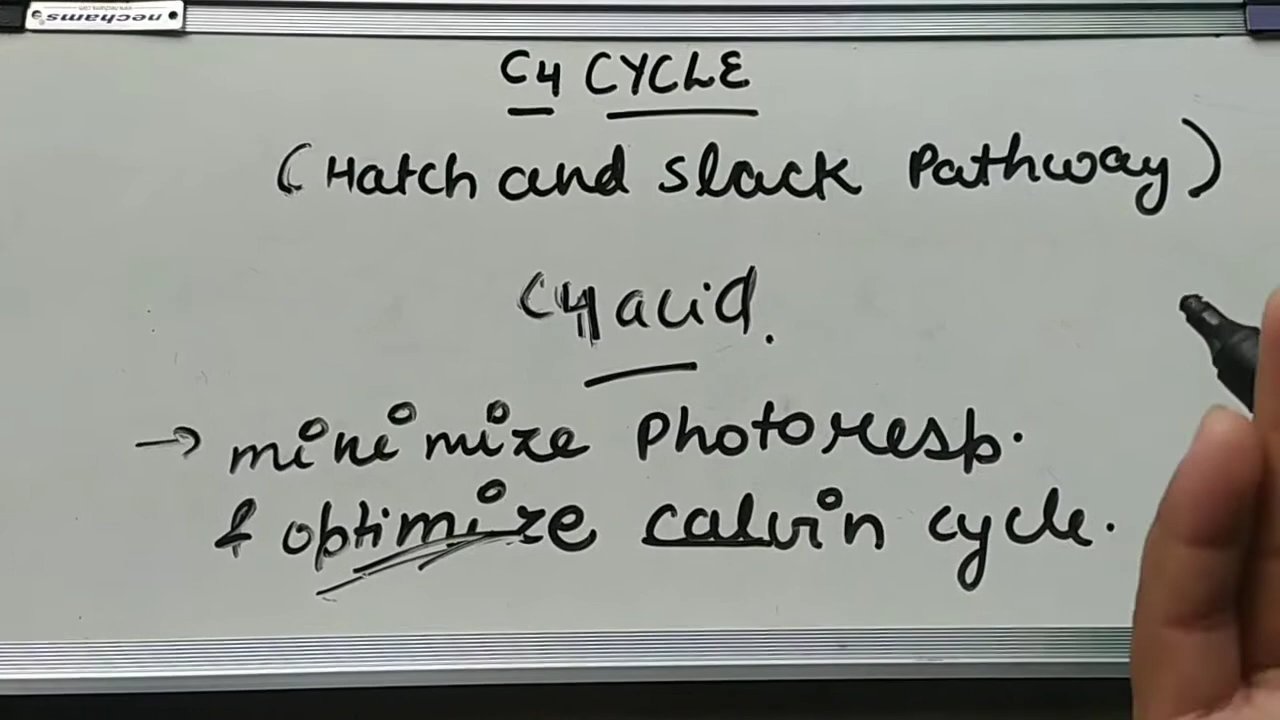 nechams
C4 CYCLE
(Hatch and slack Pathway)
C4 acid.
→ minimize photoresp.
& optimize calvin cycle.